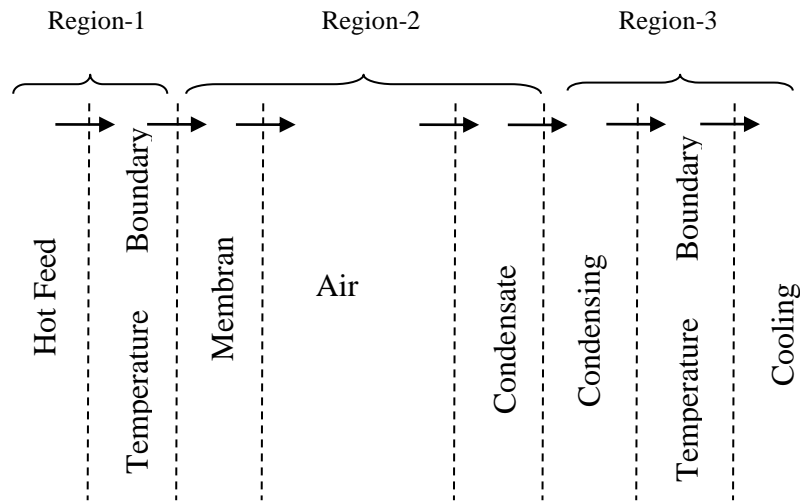 Region-1
Region-2
Region-3
Hot Feed
Temperature Boundary
Membran
Air
Condensate
Condensing
Temperature Boundary
Cooling